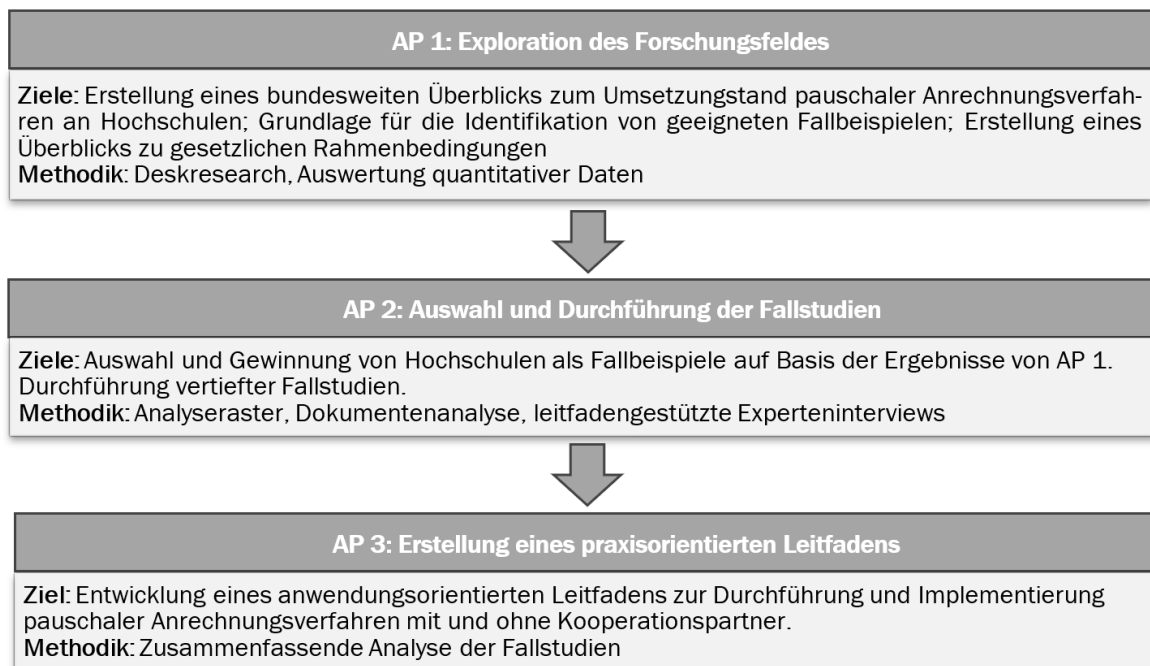 AP 1: Exploration des Forschungsfeldes
Ziele: Erstellung eines bundesweiten Überblicks zum Umsetzungstand pauschaler Anrechnungsverfah-
ren an Hochschulen; Grundlage für die Identifikation von geeigneten Fallbeispielen; Erstellung eines
Überblicks zu gesetzlichen Rahmenbedingungen
Methodik: Deskresearch, Auswertung quantitativer Daten
AP 2: Auswahl und Durchführung der Fallstudien
Ziele: Auswahl und Gewinnung von Hochschulen als Fallbeispiele auf Basis der Ergebnisse von AP 1.
Durchführung vertiefter Fallstudien.
Methodik: Analyseraster, Dokumentenanalyse, leitfadengestützte Experteninterviews
AP 3: Erstellung eines praxisorientierten Leitfadens
Ziel: Entwicklung eines anwendungsorientierten Leitfadens zur Durchführung und Implementierung
pauschaler Anrechnungsverfahren mit und ohne Kooperationspartner.
Methodik: Zusammenfassende Analyse der Fallstudien